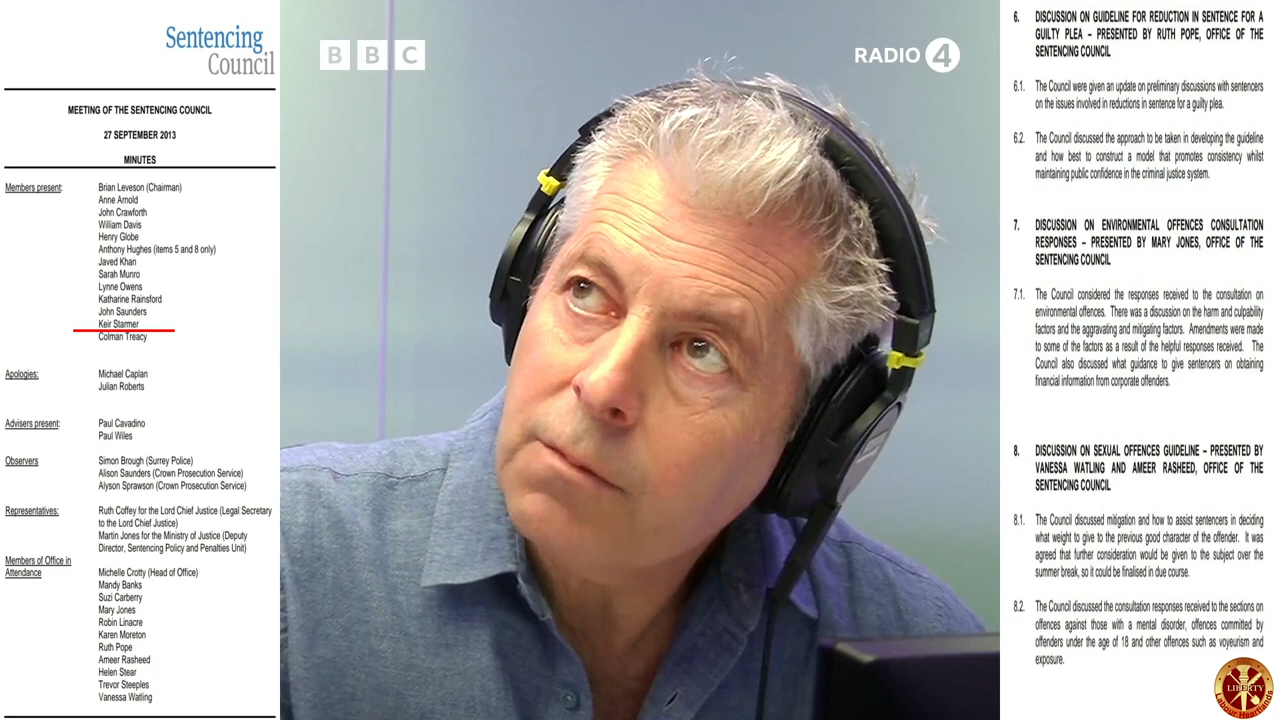 Sentencing
Council
MEETING OF THE SENTENCING COUNCIL
27 SEPTEMBER 2013
MINUTES
Members present: Brian Leveson (Chairman)
Anne Arnold
John Crawforth
William Davis
Henry Globe
Anthony Hughes (items 5 and 8 only)
Javed Khan
Sarah Munro
Lynne Owens
Katharine Rainsford
John Saunders
Keir Starmer
Colman Treacy
Apologies: Michael Caplan
Julian Roberts
Advisers present: Paul Cavadino
Paul Wiles
Observers Simon Brough (Surrey Police)
Alison Saunders (Crown Prosecution Service)
Alyson Sprawson (Crown Prosecution Service)
Representatives: Ruth Coffey for the Lord Chief Justice (Legal Secretary
to the Lord Chief Justice)
Martin Jones for the Ministry of Justice (Deputy
Director, Sentencing Policy and Penalties Unit)
Members of Office in
Attendance Michelle Crotty (Head of Office)
Mandy Banks
Suzi Carberry
Mary Jones
Robin Linacre
Karen Moreton
Ruth Pope
Ameer Rasheed
Helen Stear
Trevor Steeples
Vanessa Watling
BBC
RADIO 4
6. DISCUSSION ON GUIDELINE FOR REDUCTION IN SENTENCE FOR A
GUILTY PLEA – PRESENTED BY RUTH POPE, OFFICE OF THE
SENTENCING COUNCIL
6.1. The Council were given an update on preliminary discussions with sentencers
on the issues involved in reductions in sentence for a guilty plea.
6.2. The Council discussed the approach to be taken in developing the guideline
and how best to construct a model that promotes consistency whilst
maintaining public confidence in the criminal justice system.
7. DISCUSSION ON ENVIRONMENTAL OFFENCES CONSULTATION
RESPONSES – PRESENTED BY MARY JONES, OFFICE OF THE
SENTENCING COUNCIL
7.1. The Council considered the responses received to the consultation on
environmental offences. There was a discussion on the harm and culpability
factors and the aggravating and mitigating factors. Amendments were made
to some of the factors as a result of the helpful responses received. The
Council also discussed what guidance to give sentencers on obtaining
financial information from corporate offenders.
8. DISCUSSION ON SEXUAL OFFENCES GUIDELINE – PRESENTED BY
VANESSA WATLING AND AMEER RASHEED, OFFICE OF THE
SENTENCING COUNCIL
8.1. The Council discussed mitigation and how to assist sentencers in deciding
what weight to give to the previous good character of the offender. It was
agreed that further consideration would be given to the subject over the
summer break, so it could be finalised in due course.
8.2. The Council discussed the consultation responses received to the sections on
offences against those with a mental disorder, offences committed by
offenders under the age of 18 and other offences such as voyeurism and
exposure.
LIBERTY
Labour Heartlands